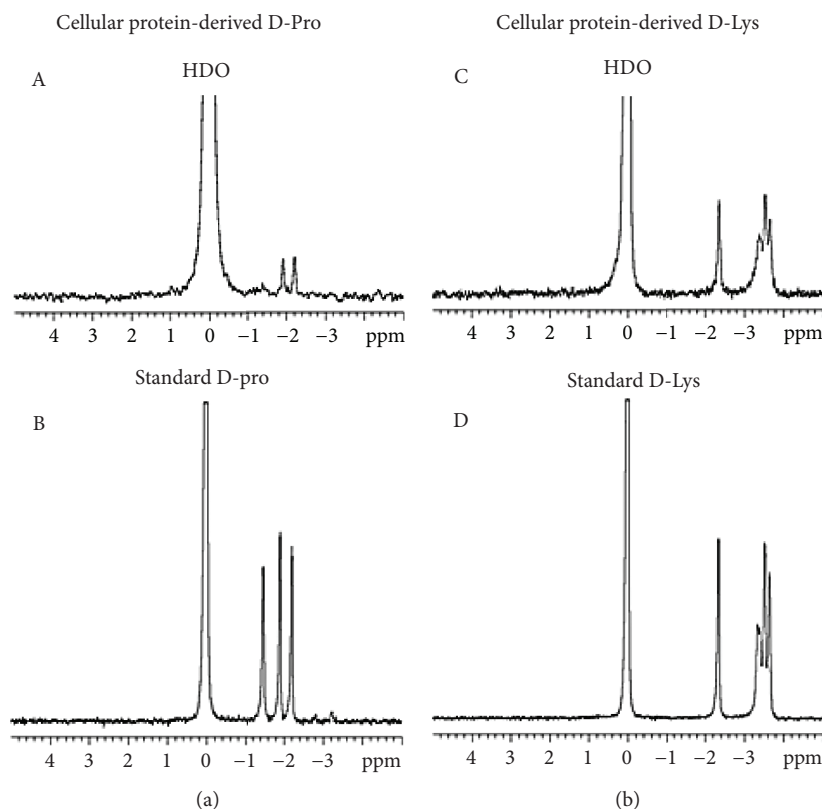 Cellular protein-derived D-Pro
A
HDO
4 3 2 1 0 −1 −2 −3 ppm
Standard D-pro
B
4 3 2 1 0 −1 −2 −3 ppm
(a)
Cellular protein-derived D-Lys
C
HDO
4 3 2 1 0 −1 −2 −3 ppm
Standard D-Lys
D
4 3 2 1 0 −1 −2 −3 ppm
(b)